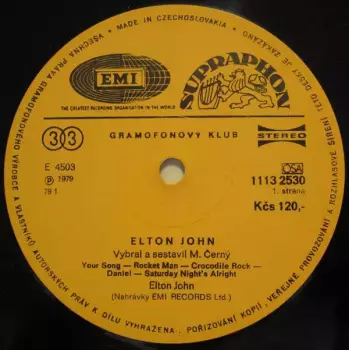 MADE IN CZECHOSLOVAKIA
VŠECHNA PRÁVA GRAMOFONOVÉHO VÝROBCE A VLASTNÍKŮ AUTORSKÝCH PRÁV K DÍLU VYHRAŽENA. POŘIZOVÁNÍ KOPIÍ, VEŘEJNÉ PROVOZOVÁNÍ A ROZHLASOVÉ ŠÍŘENÍ TÉTO DESKY JE ZAKÁZÁNO
EMI
THE GREATEST RECORDING ORGANISATION IN THE WORLD
SUPRAPHON
33
GRAMOFONOVÝ KLUB
STEREO
E 4503
Ⓟ 1979
79 1
OSA
1113 2530
1. strana
Kčs 120,-
ELTON JOHN
Vybral a sestavil M. Černý
Your Song — Rocket Man — Crocodile Rock —
Daniel — Saturday Night's Alright
Elton John
(Nahrávky EMI RECORDS Ltd.)